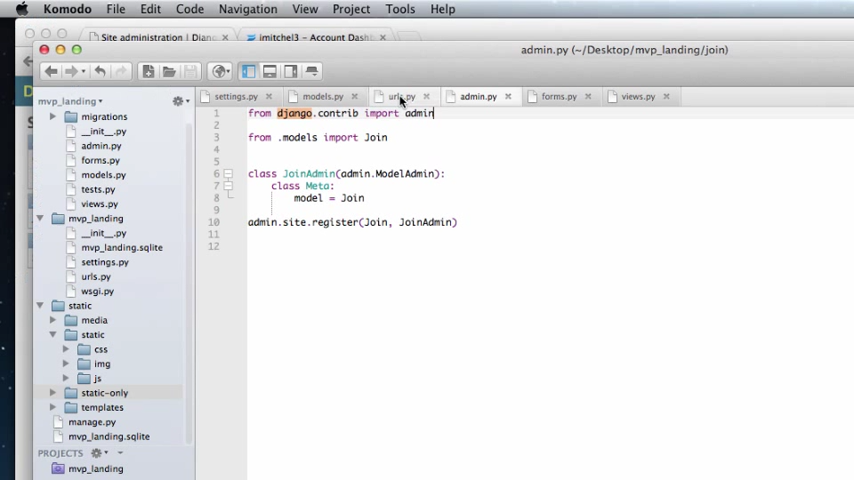 Komodo File Edit Code Navigation View Project Tools Help
Site administration | Djan
imitchel3 - Account Dashb
admin.py (~/Desktop/mvp_landing/join)
mvp_landing
settings.py models.py urls.py admin.py forms.py views.py
migrations
__init__.py
admin.py
forms.py
models.py
tests.py
views.py
mvp_landing
__init__.py
mvp_landing.sqlite
settings.py
urls.py
wsgi.py
static
media
static
css
img
js
static-only
templates
manage.py
mvp_landing.sqlite
PROJECTS
mvp_landing
1 from django.contrib import admin
2
3 from .models import Join
4
5
6 class JoinAdmin(admin.ModelAdmin):
7 class Meta:
8 model = Join
9
10 admin.site.register(Join, JoinAdmin)
11
12